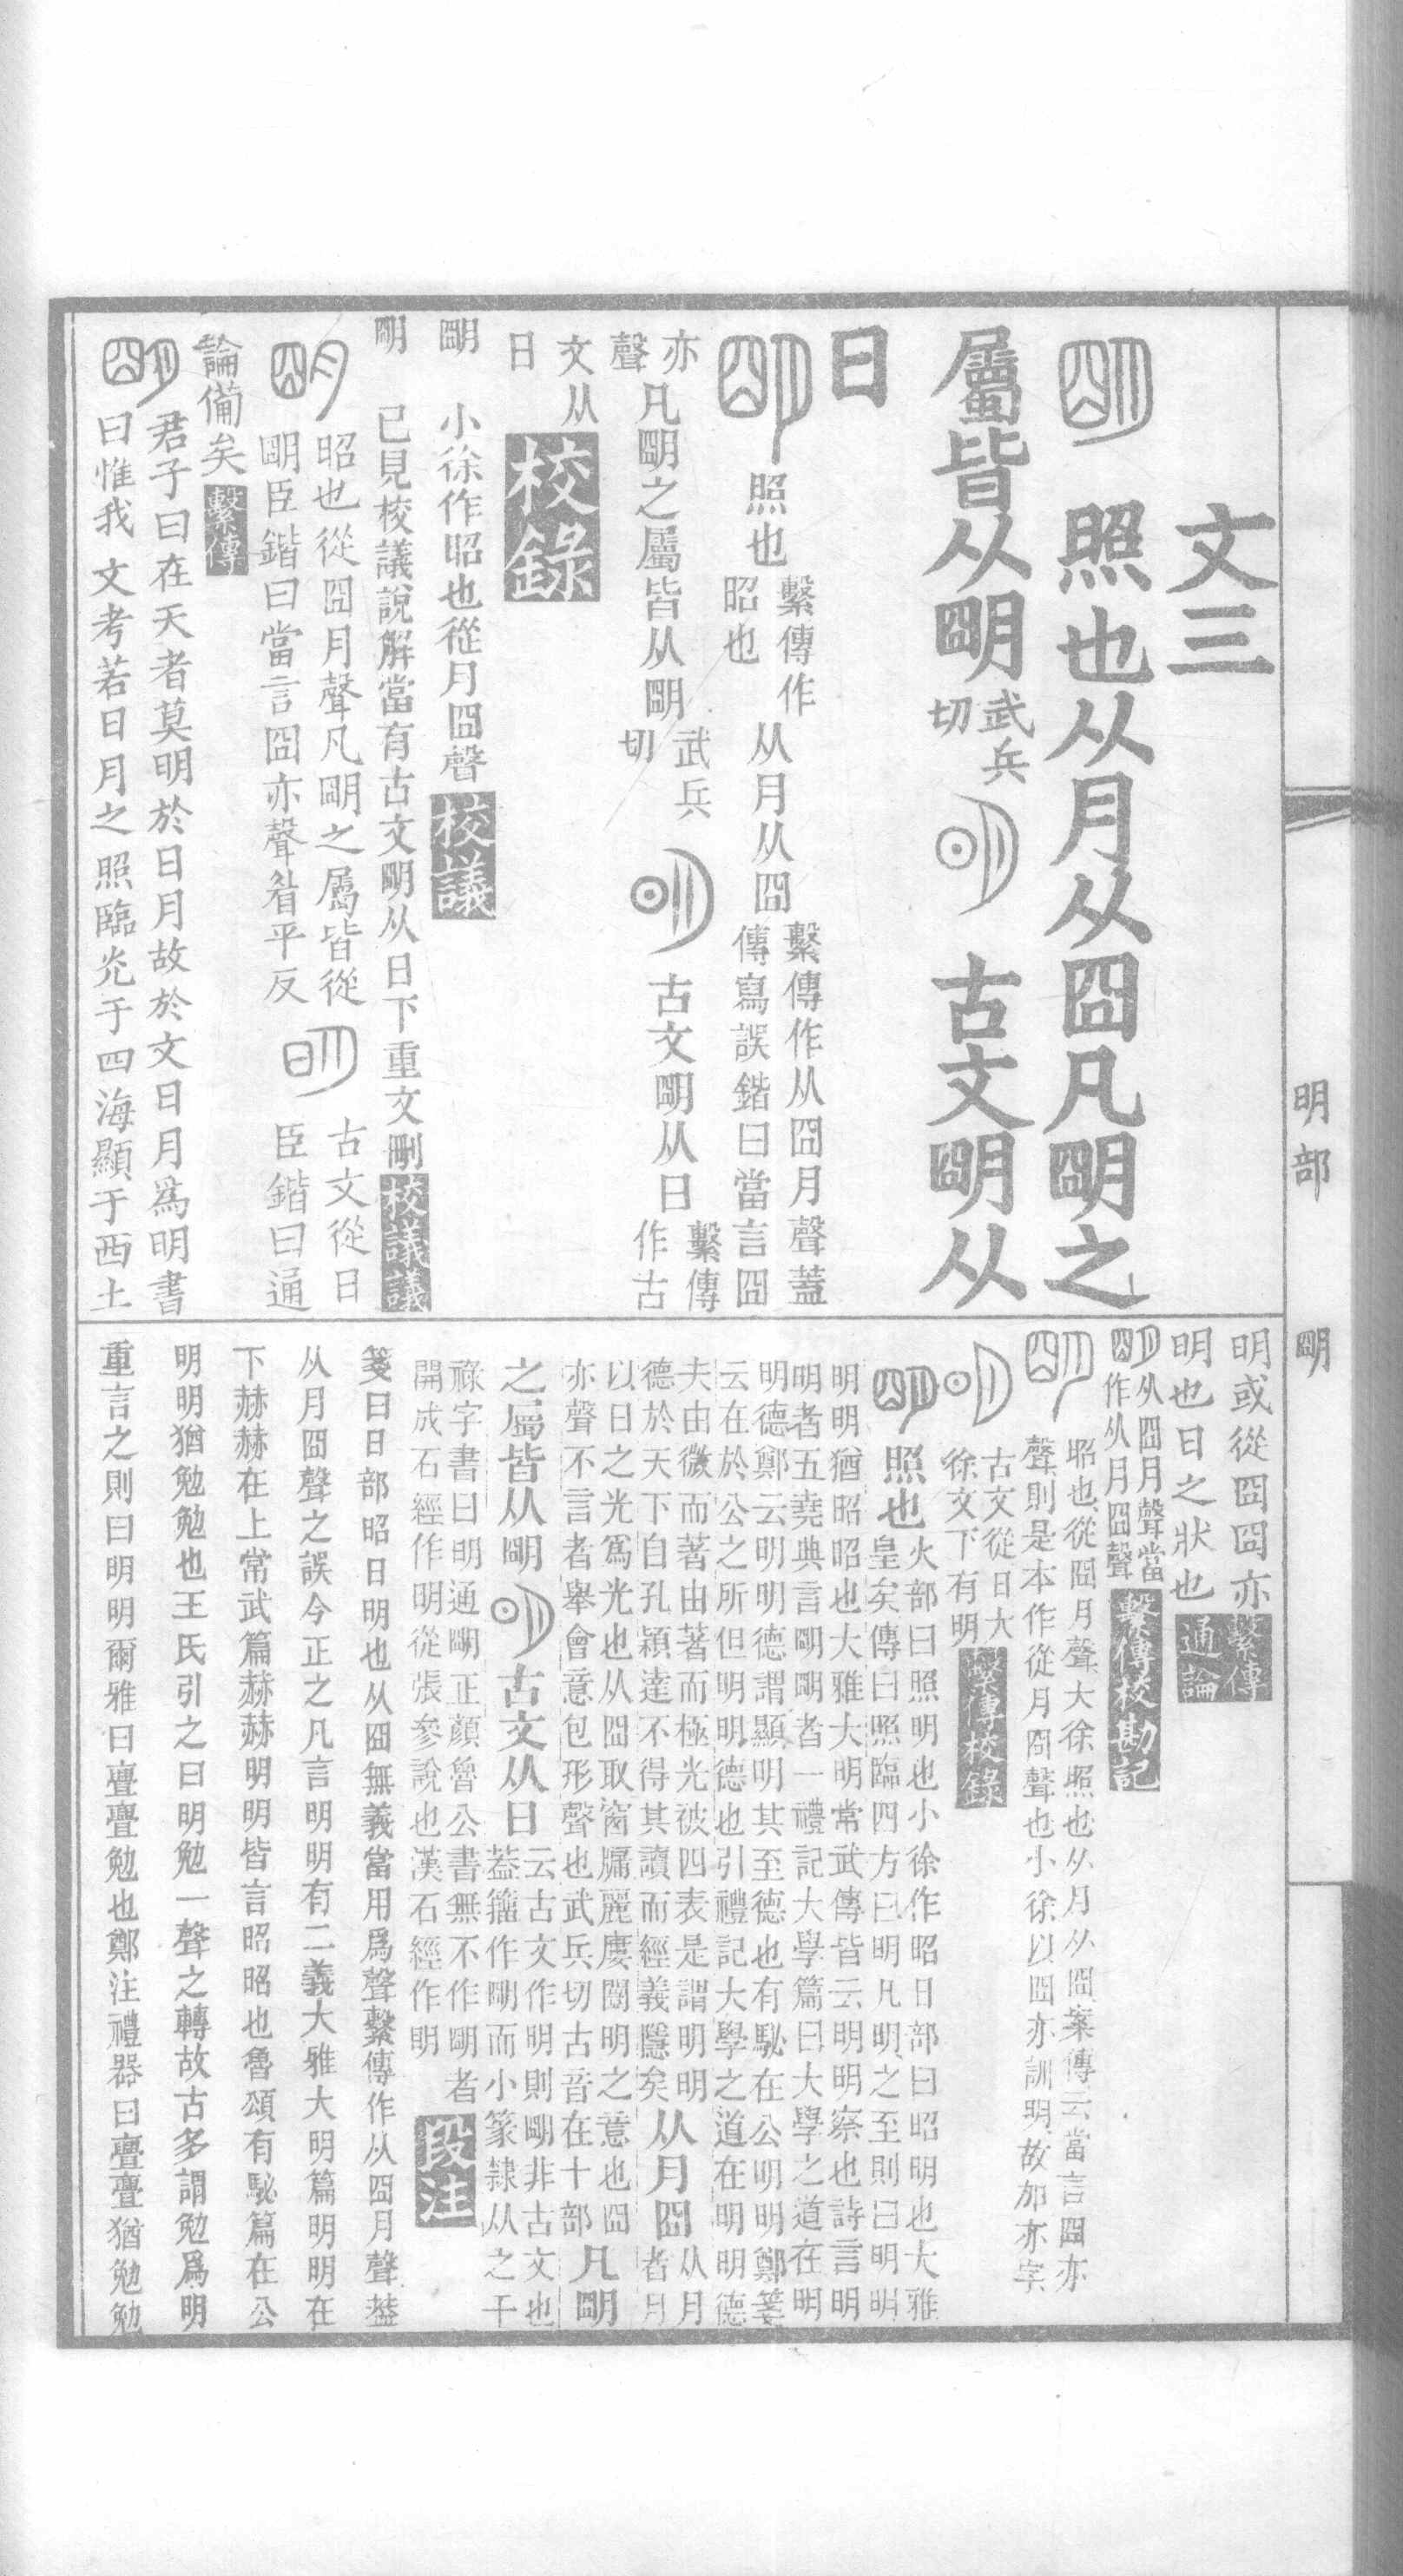 文三
照也从月从囧凡朙之
屬皆从朙武兵切 古文朙从
日
照也繫傳作昭也从月从囧繫傳作从囧月聲蓋傳寫誤鍇曰當言囧
亦聲凡朙之屬皆从朙武兵切 古文朙从日繫傳作古
文从日校錄
朙 小徐作昭也從月囧聲校議
朙 已見校議說解當有古文朙从日下重文刪校議議
昭也從囧月聲凡朙之屬皆從
朙臣鍇曰當言囧亦聲眉平反 古文從日
臣鍇曰通
論備矣繫傳
君子曰在天者莫明於日月故於文日月爲明書
曰惟我文考若日月之照臨光于四海顯于西土
明部 朙
明或從囧囧亦
明也日之狀也繫傳通論
从囧月聲當作从月囧聲繫傳校勘記
昭也從囧月聲大徐照也从月从囧案傳云當言囧亦
聲則是本作從月囧聲也小徐以囧亦訓明故加亦字
古文從日大
徐文下有明繫傳校錄
照也火部曰照明也小徐作昭日部曰昭明也大雅
皇矣傳曰照臨四方曰明凡明之至則曰明明
明明猶昭昭也大雅大明常武傳皆云明明察也詩言明
明者五堯典言朙朙者一禮記大學篇曰大學之道在明
明德鄭云明明德謂顯明其至德也有駜在公明明鄭箋
云在於公之所但明明德也引禮記大學之道在明明德
夫由微而著由著而極光被四表是謂明明
德於天下自孔穎達不得其讀而經義隱矣从月囧从月者月
以日之光爲光也从囧取窗牖麗廔闓明之意也囧
亦聲不言者舉會意包形聲也武兵切古音在十部凡朙
之屬皆从朙 古文从日云古文作明則朙非古文也
蓋籀作朙而小篆隸从之干
祿字書曰明通朙正顏魯公書無不作朙者
開成石經作明從張參說也漢石經作明段注
箋曰日部昭日明也从囧無義當用爲聲繫傳作从囧月聲葢
从月囧聲之誤今正之凡言明明有二義大雅大明篇明明在
下赫赫在上常武篇赫赫明明皆言昭昭也魯頌有駜篇在公
明明猶勉勉也王氏引之曰明勉一聲之轉故古多謂勉爲明
重言之則曰明明爾雅曰亹亹勉也鄭注禮器曰亹亹猶勉勉